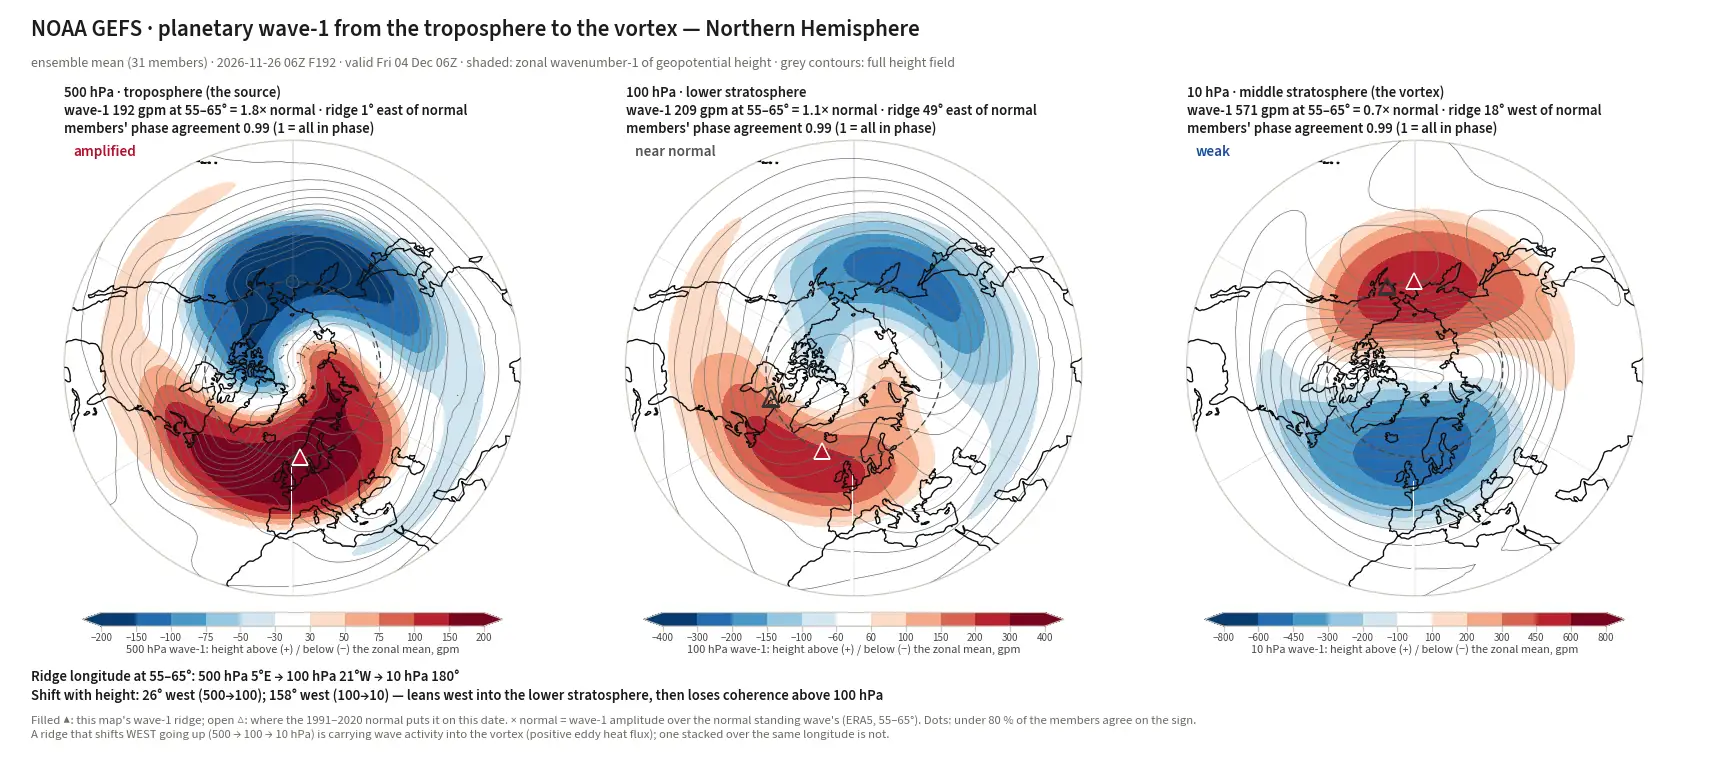 NOAA GEFS · planetary wave-1 from the troposphere to the vortex — Northern Hemisphere
ensemble mean (31 members) · 2026-11-26 06Z F192 · valid Fri 04 Dec 06Z · shaded: zonal wavenumber-1 of geopotential height · grey contours: full height field
500 hPa · troposphere (the source)
wave-1 192 gpm at 55–65° = 1.8× normal · ridge 1° east of normal
members' phase agreement 0.99 (1 = all in phase)
amplified
100 hPa · lower stratosphere
wave-1 209 gpm at 55–65° = 1.1× normal · ridge 49° east of normal
members' phase agreement 0.99 (1 = all in phase)
near normal
10 hPa · middle stratosphere (the vortex)
wave-1 571 gpm at 55–65° = 0.7× normal · ridge 18° west of normal
members' phase agreement 0.99 (1 = all in phase)
weak
−200 −150 −100 −75 −50 −30 30 50 75 100 150 200
500 hPa wave-1: height above (+) / below (−) the zonal mean, gpm
−400 −300 −200 −150 −100 −60 60 100 150 200 300 400
100 hPa wave-1: height above (+) / below (−) the zonal mean, gpm
−800 −600 −450 −300 −200 −100 100 200 300 450 600 800
10 hPa wave-1: height above (+) / below (−) the zonal mean, gpm
Ridge longitude at 55–65°: 500 hPa 5°E → 100 hPa 21°W → 10 hPa 180°
Shift with height: 26° west (500→100); 158° west (100→10) — leans west into the lower stratosphere, then loses coherence above 100 hPa
Filled ▲: this map's wave-1 ridge; open △: where the 1991–2020 normal puts it on this date. × normal = wave-1 amplitude over the normal standing wave's (ERA5, 55–65°). Dots: under 80 % of the members agree on the sign.
A ridge that shifts WEST going up (500 → 100 → 10 hPa) is carrying wave activity into the vortex (positive eddy heat flux); one stacked over the same longitude is not.